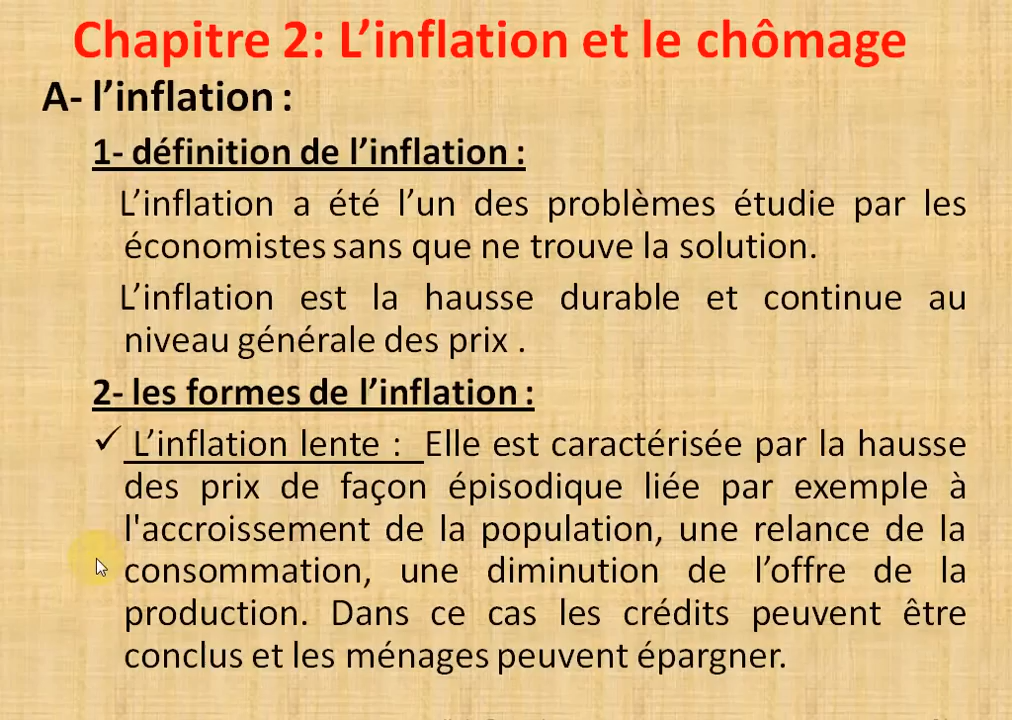 Chapitre 2: L’inflation et le chômage
A- l’inflation :
1- définition de l’inflation :
L’inflation a été l’un des problèmes étudie par les
économistes sans que ne trouve la solution.
L’inflation est la hausse durable et continue au
niveau générale des prix .
2- les formes de l’inflation :
✓ L’inflation lente : Elle est caractérisée par la hausse
des prix de façon épisodique liée par exemple à
l'accroissement de la population, une relance de la
consommation, une diminution de l’offre de la
production. Dans ce cas les crédits peuvent être
conclus et les ménages peuvent épargner.